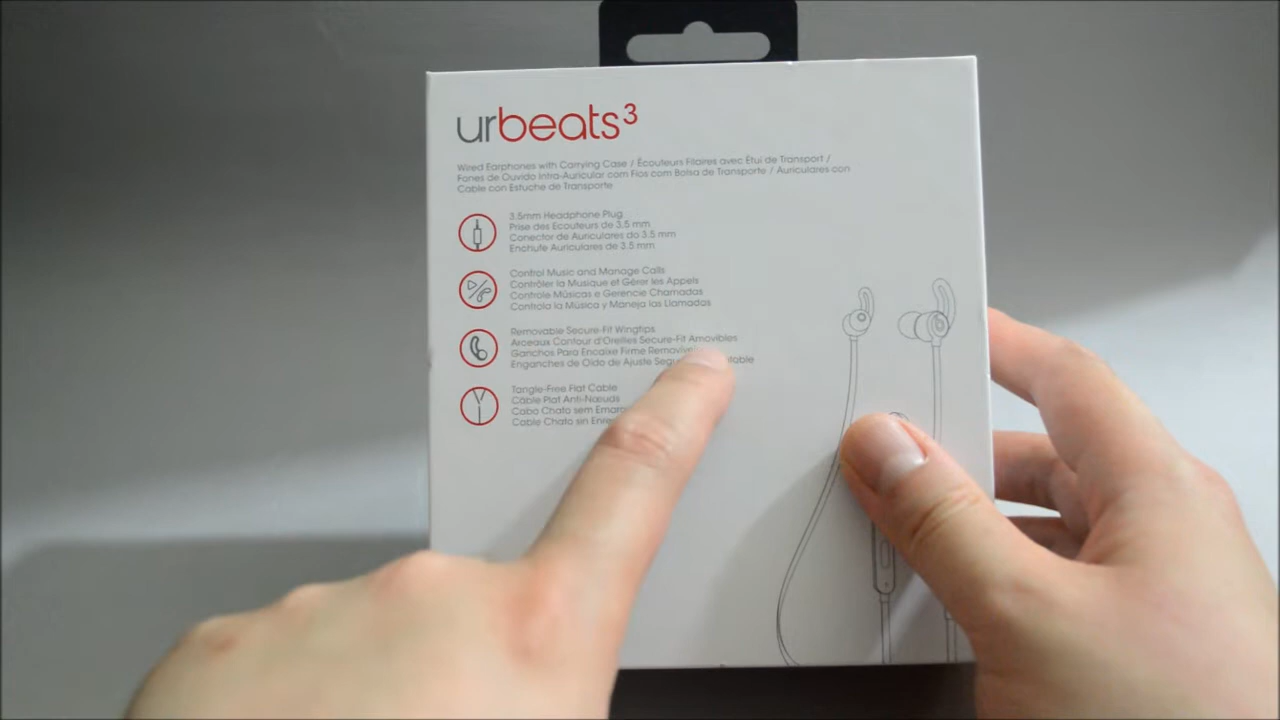 urbeats³
Wired Earphones with Carrying Case / Écouteurs Filaires avec Étui de Transport /
Fones de Ouvido Intra-Auricular com Fios com Bolsa de Transporte / Auriculares con
Cable con Estuche de Transporte
3.5mm Headphone Plug
Prise des Écouteurs de 3.5 mm
Conector de Auriculares do 3.5 mm
Enchufe Auriculares de 3.5 mm
Control Music and Manage Calls
Contrôler la Musique et Gérer les Appels
Controle Músicas e Gerencie Chamadas
Controla la Música y Maneja las Llamadas
Removable Secure-Fit Wingtips
Arceaux Contour d'Oreilles Secure-Fit Amovibles
Ganchos Para Encaixe Firme
Enganches de Oído de Ajuste
Tangle-Free Flat Cable
Câble Plat Anti-Nœuds
Cabo Chato sem
Cable Chato sin